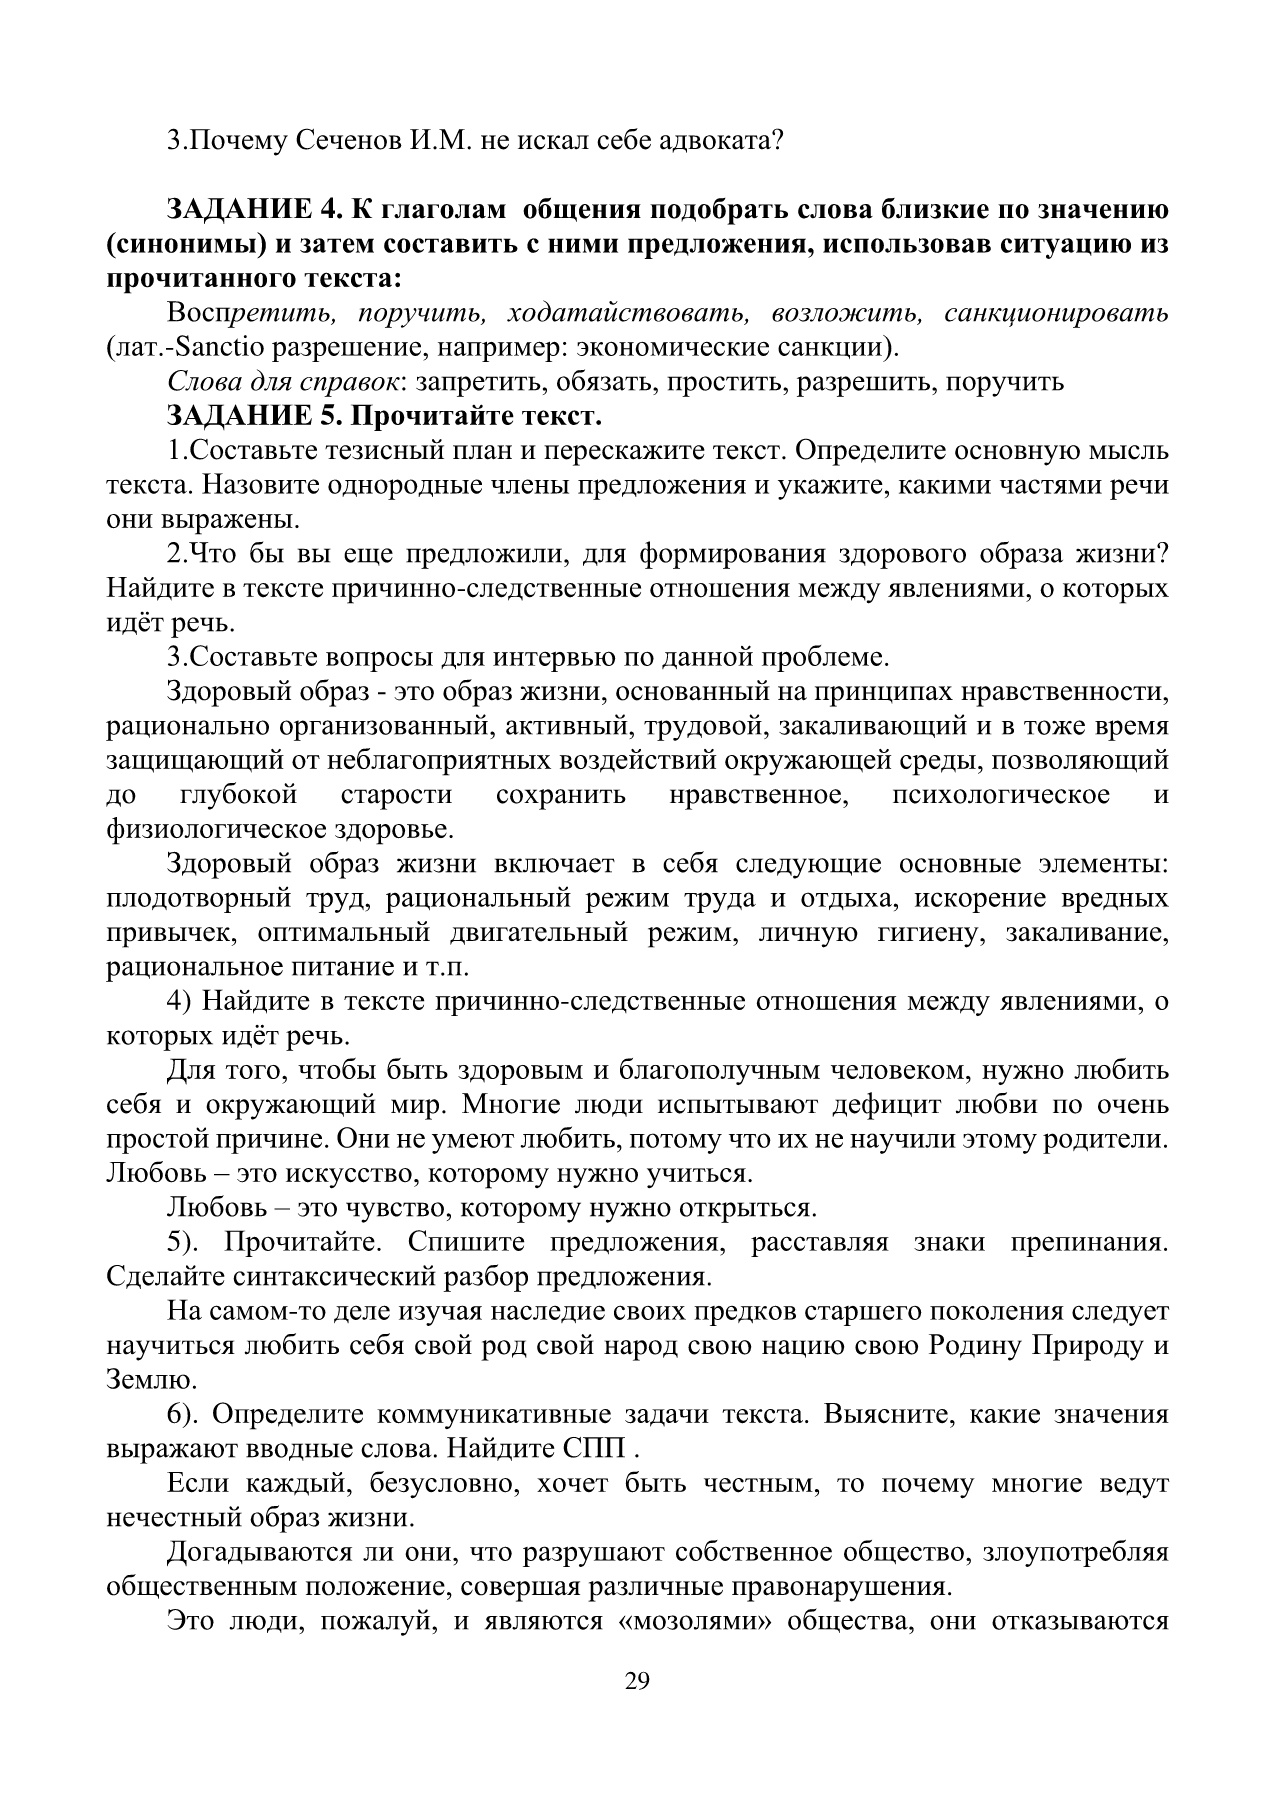 3.Почему Сеченов И.М. не искал себе адвоката?
ЗАДАНИЕ 4. К глаголам общения подобрать слова близкие по значению
(синонимы) и затем составить с ними предложения, использовав ситуацию из
прочитанного текста:
Воспретить, поручить, ходатайствовать, возложить, санкционировать
(лат.-Sanctio разрешение, например: экономические санкции).
Слова для справок: запретить, обязать, простить, разрешить, поручить
ЗАДАНИЕ 5. Прочитайте текст.
1.Составьте тезисный план и перескажите текст. Определите основную мысль
текста. Назовите однородные члены предложения и укажите, какими частями речи
они выражены.
2.Что бы вы еще предложили, для формирования здорового образа жизни?
Найдите в тексте причинно-следственные отношения между явлениями, о которых
идёт речь.
3.Составьте вопросы для интервью по данной проблеме.
Здоровый образ - это образ жизни, основанный на принципах нравственности,
рационально организованный, активный, трудовой, закаливающий и в тоже время
защищающий от неблагоприятных воздействий окружающей среды, позволяющий
до глубокой старости сохранить нравственное, психологическое и
физиологическое здоровье.
Здоровый образ жизни включает в себя следующие основные элементы:
плодотворный труд, рациональный режим труда и отдыха, искорение вредных
привычек, оптимальный двигательный режим, личную гигиену, закаливание,
рациональное питание и т.п.
4) Найдите в тексте причинно-следственные отношения между явлениями, о
которых идёт речь.
Для того, чтобы быть здоровым и благополучным человеком, нужно любить
себя и окружающий мир. Многие люди испытывают дефицит любви по очень
простой причине. Они не умеют любить, потому что их не научили этому родители.
Любовь – это искусство, которому нужно учиться.
Любовь – это чувство, которому нужно открыться.
5). Прочитайте. Спишите предложения, расставляя знаки препинания.
Сделайте синтаксический разбор предложения.
На самом-то деле изучая наследие своих предков старшего поколения следует
научиться любить себя свой род свой народ свою нацию свою Родину Природу и
Землю.
6). Определите коммуникативные задачи текста. Выясните, какие значения
выражают вводные слова. Найдите СПП .
Если каждый, безусловно, хочет быть честным, то почему многие ведут
нечестный образ жизни.
Догадываются ли они, что разрушают собственное общество, злоупотребляя
общественным положение, совершая различные правонарушения.
Это люди, пожалуй, и являются «мозолями» общества, они отказываются
29